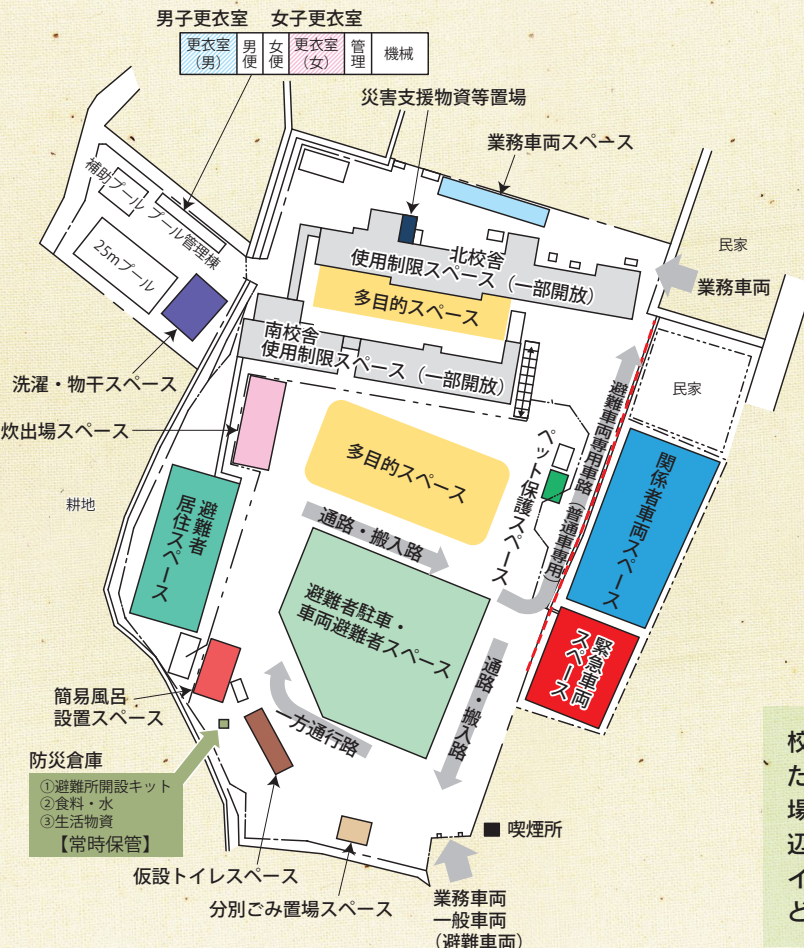 男子更衣室
女子更衣室
更衣室
(男)
男便
女便
更衣室
(女)
管理
機械
災害支援物資等置場
業務車両スペース
補助プール
プール管理棟
25mプール
北校舎
使用制限スペース（一部開放）
多目的スペース
民家
業務車両
南校舎
使用制限スペース（一部開放）
民家
洗濯・物干スペース
炊出場スペース
多目的スペース
ペット保護スペース
避難車両専用車路（普通車専用）
関係者車両スペース
耕地
避難者
居住スペース
通路・搬入路
避難者駐車・
車両避難者スペース
緊急車両
スペース
通路・搬入路
一方通行路
簡易風呂
設置スペース
防災倉庫
①避難所開設キット
②食料・水
③生活物資
【常時保管】
仮設トイレスペース
分別ごみ置場スペース
喫煙所
業務車両
一般車両
(避難車両)
校
た
場
辺
イ
ど